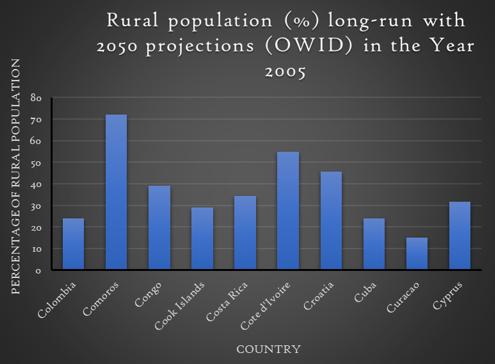 Rural population (%) long-run with
2050 projections (OWID) in the Year
2005
PERCENTAGE OF RURAL POPULATION
80
70
60
50
40
30
20
10
0
Colombia
Comoros
Congo
Cook Islands
Costa Rica
Cote d'Ivoire
Croatia
Cuba
Curacao
Cyprus
COUNTRY